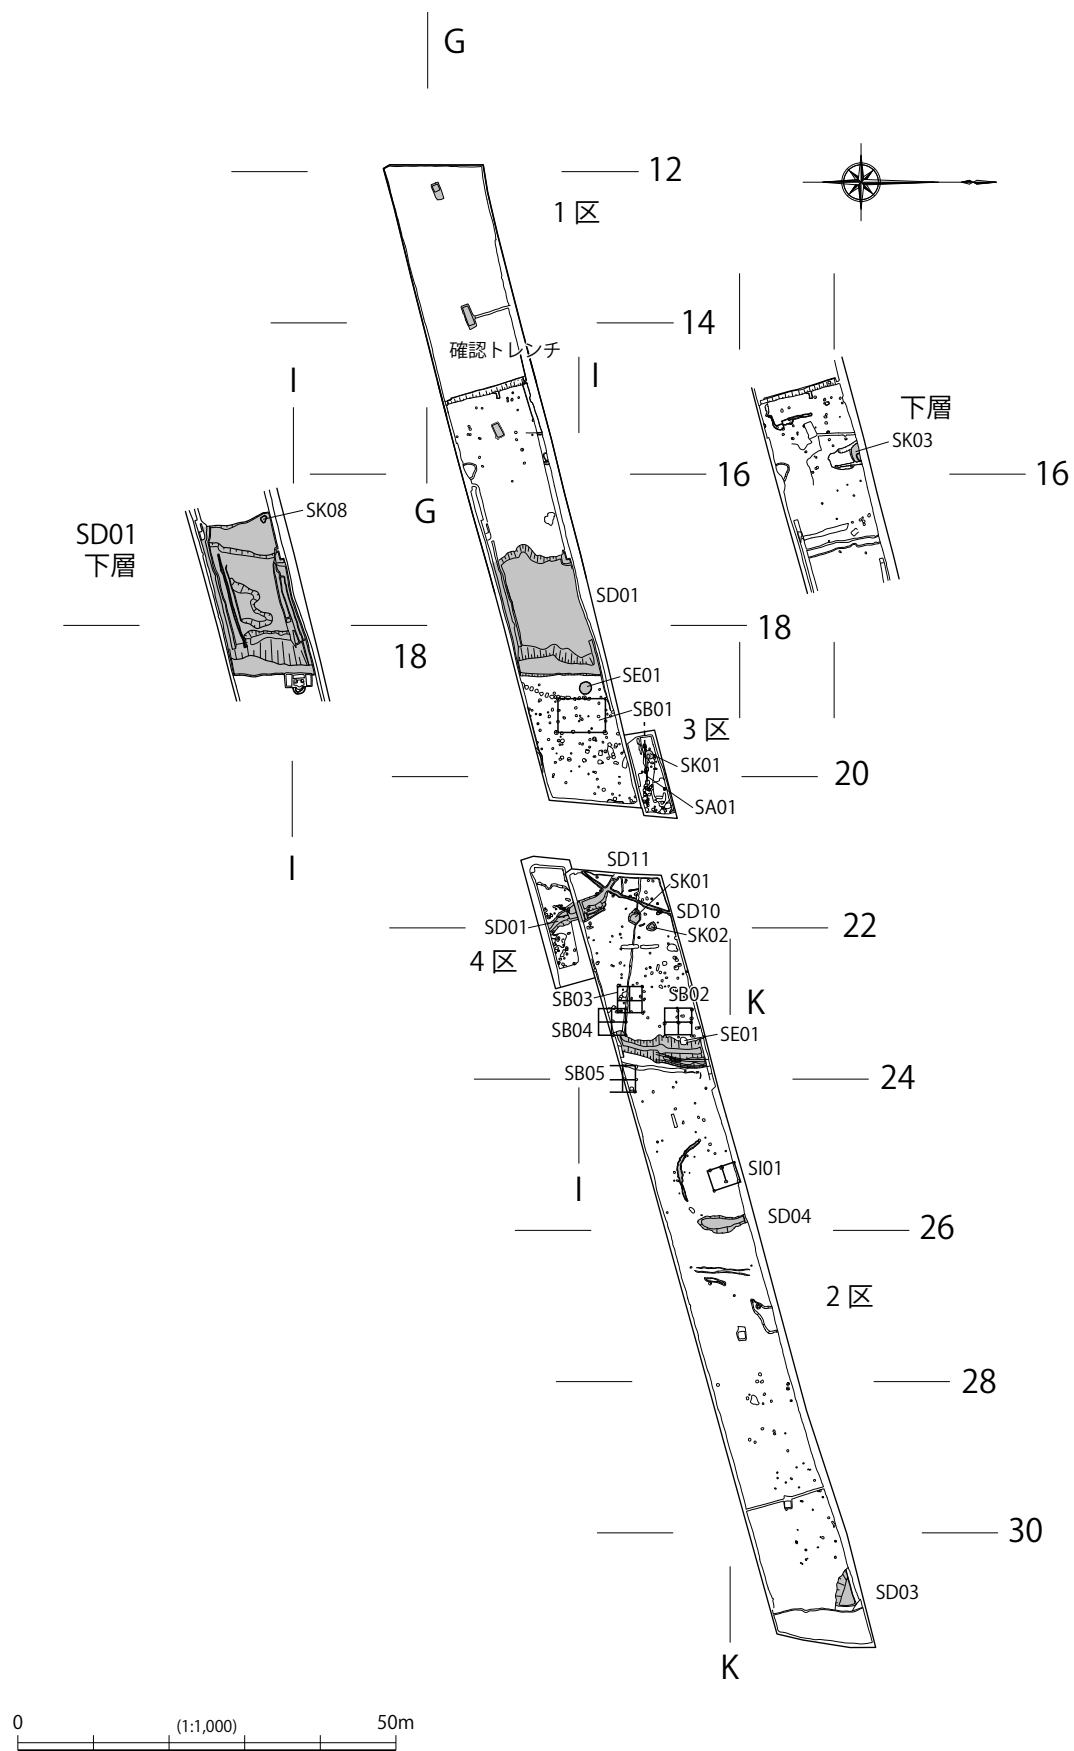 G
12
1 区
14
確認トレンチ
I
I
下層
SK03
16
16
G
SK08
SD01
下層
SD01
18
18
SE01
SB01
3 区
SK01
20
SA01
I
SD11
SK01
SD10
SD01
SK02
22
4 区
K
SB03
SB02
SB04
SE01
SB05
24
SI01
I
SD04
26
2 区
28
30
SD03
K
0
(1:1,000)
50m